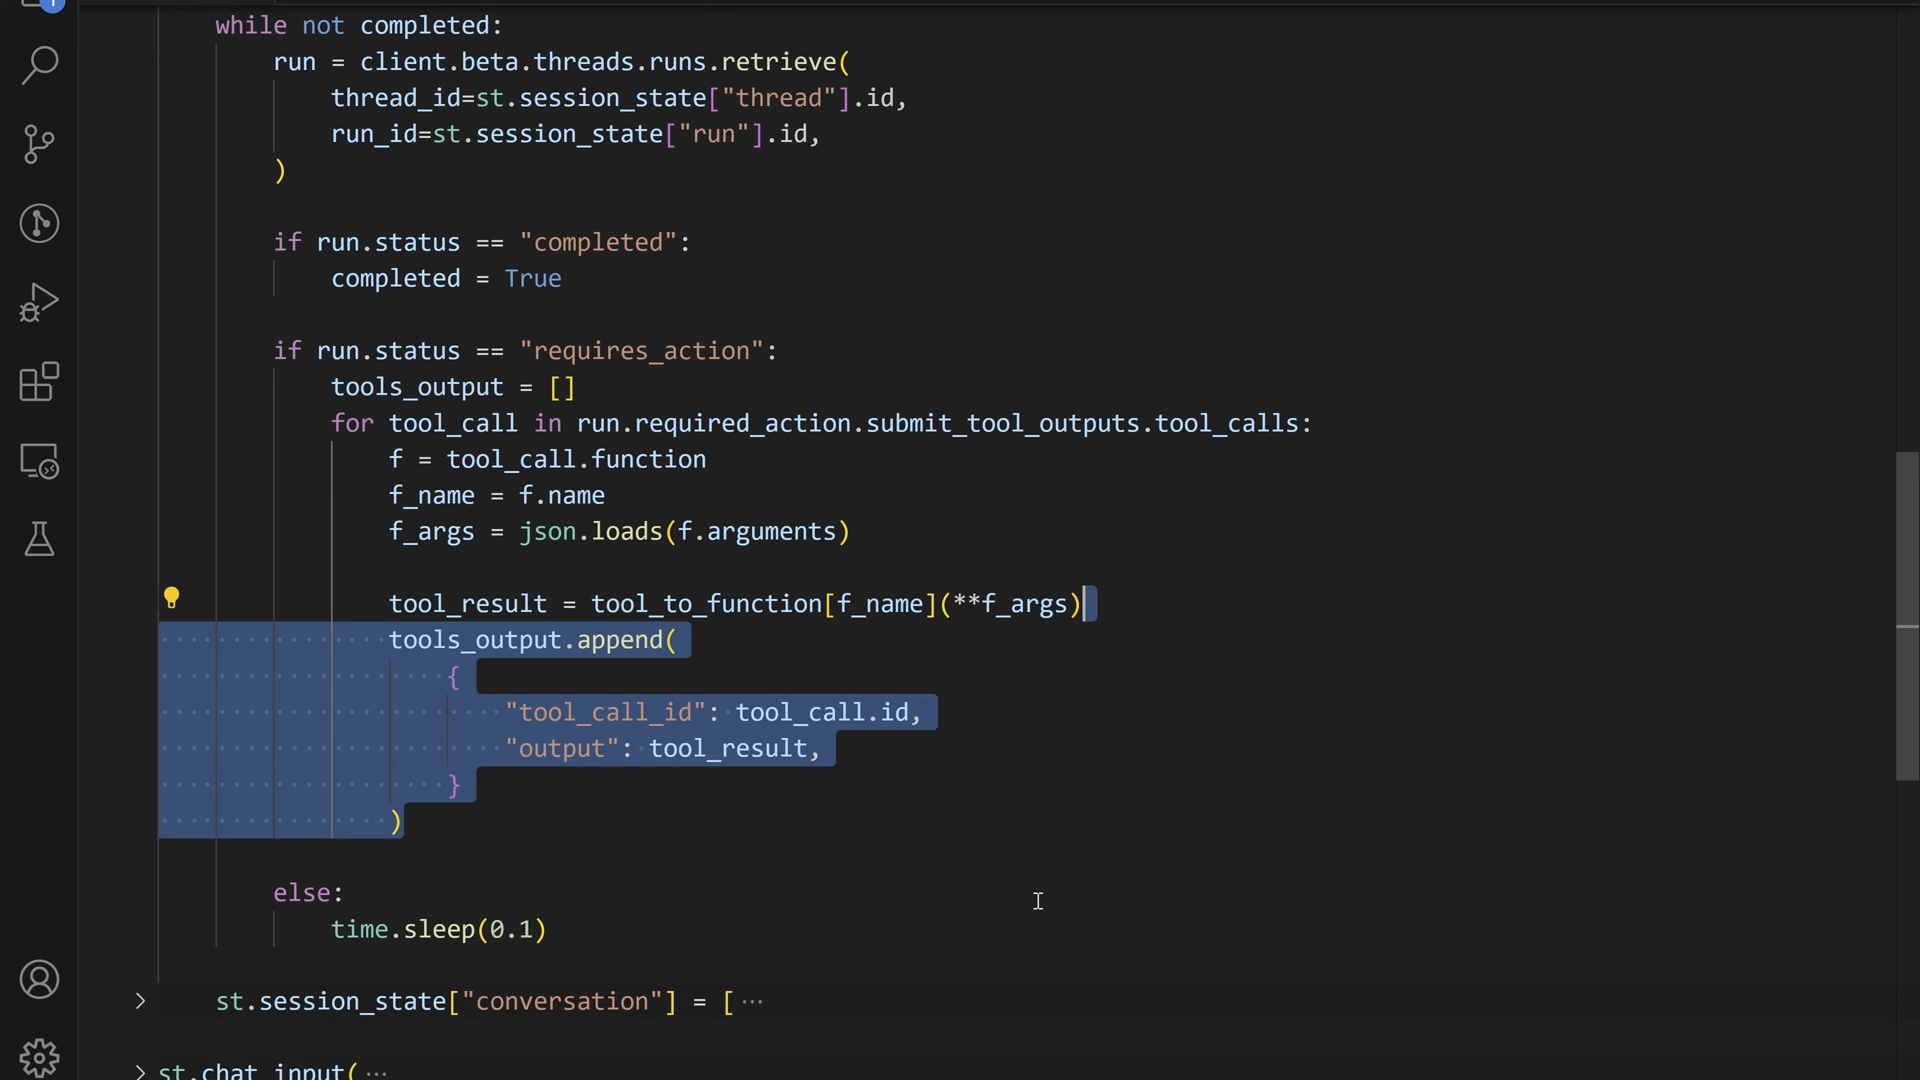 while not completed:
run = client.beta.threads.runs.retrieve(
thread_id=st.session_state["thread"].id,
run_id=st.session_state["run"].id,
)
if run.status == "completed":
completed = True
if run.status == "requires_action":
tools_output = []
for tool_call in run.required_action.submit_tool_outputs.tool_calls:
f = tool_call.function
f_name = f.name
f_args = json.loads(f.arguments)
tool_result = tool_to_function[f_name](**f_args)
tools_output.append(
{
"tool_call_id": tool_call.id,
"output": tool_result,
}
)
else:
time.sleep(0.1)
st.session_state["conversation"] = [ ···
st.chat_input( ···